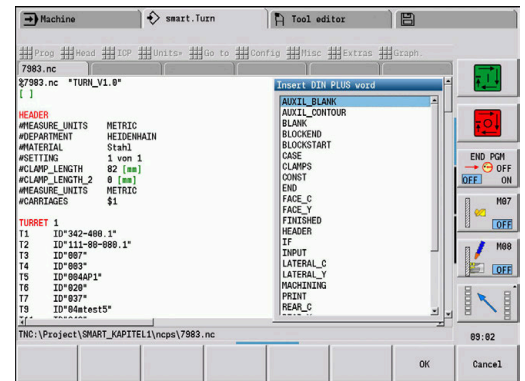 Machine
smart.Turn
Tool editor
Prog Head ICP Units» Go to Config Misc Extras Graph.
7983.nc
%7983.nc "TURN_V1.0"
[ ]
HEADER
#MEASURE_UNITS METRIC
#DEPARTMENT HEIDENHAIN
#MATERIAL Stahl
#SETTING 1 von 1
#CLAMP_LENGTH 82 [mm]
#CLAMP_LENGTH_2 0 [mm]
#MEASURE_UNITS METRIC
#CARRIAGES $1
TURRET 1
T1 ID"342-400.1"
T2 ID"111-80-080.1"
T3 ID"007"
T4 ID"003"
T5 ID"004AP1"
T6 ID"020"
T7 ID"037"
T9 ID"04mtest5"
Insert DIN PLUS word
AUXIL_BLANK
AUXIL_CONTOUR
BLANK
BLOCKEND
BLOCKSTART
CASE
CLAMPS
CONST
END
FACE_C
FACE_Y
FINISHED
HEADER
IF
INPUT
LATERAL_C
LATERAL_Y
MACHINING
PRINT
REAR_C
TNC:\Project\SMART_KAPITEL1\ncps\7983.nc
END PGM
OFF
OFF ON
M07
OFF
M08
OFF
09:02
OK
Cancel